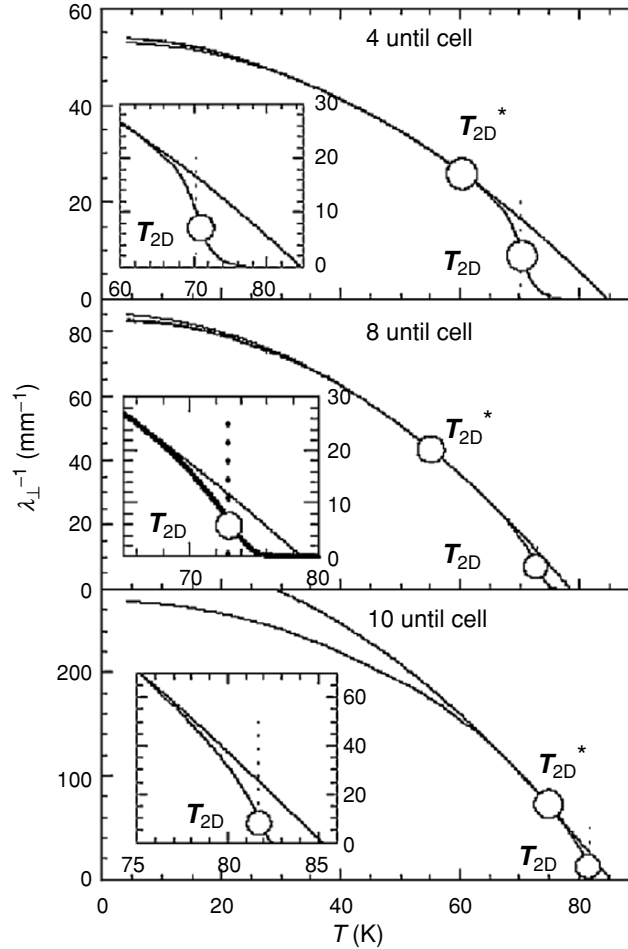 60
4 until cell
40
30
T2D*
20
20
10
T2D
T2D
0
60 70 80
0
8 until cell
80
30
60
T2D*
20
λ⊥−1 (mm−1)
40
10
T2D
20
T2D
0
70 80
0
10 until cell
200
60
40
T2D*
100
20
T2D
T2D
0
75 80 85
0
0 20 40 60 80
T (K)